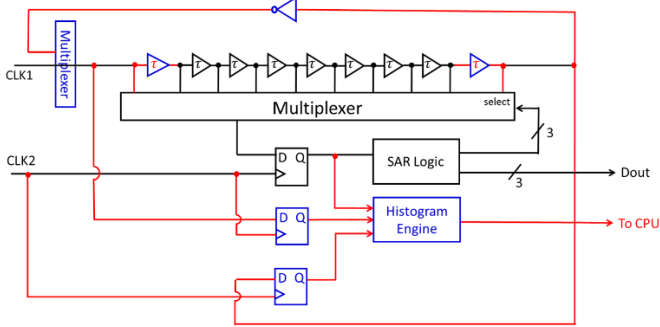 Multiplexer
CLK1
τ τ τ τ τ τ τ τ τ
Multiplexer
select
3
D Q
SAR Logic
CLK2
3
Dout
D Q
Histogram
Engine
To CPU
D Q